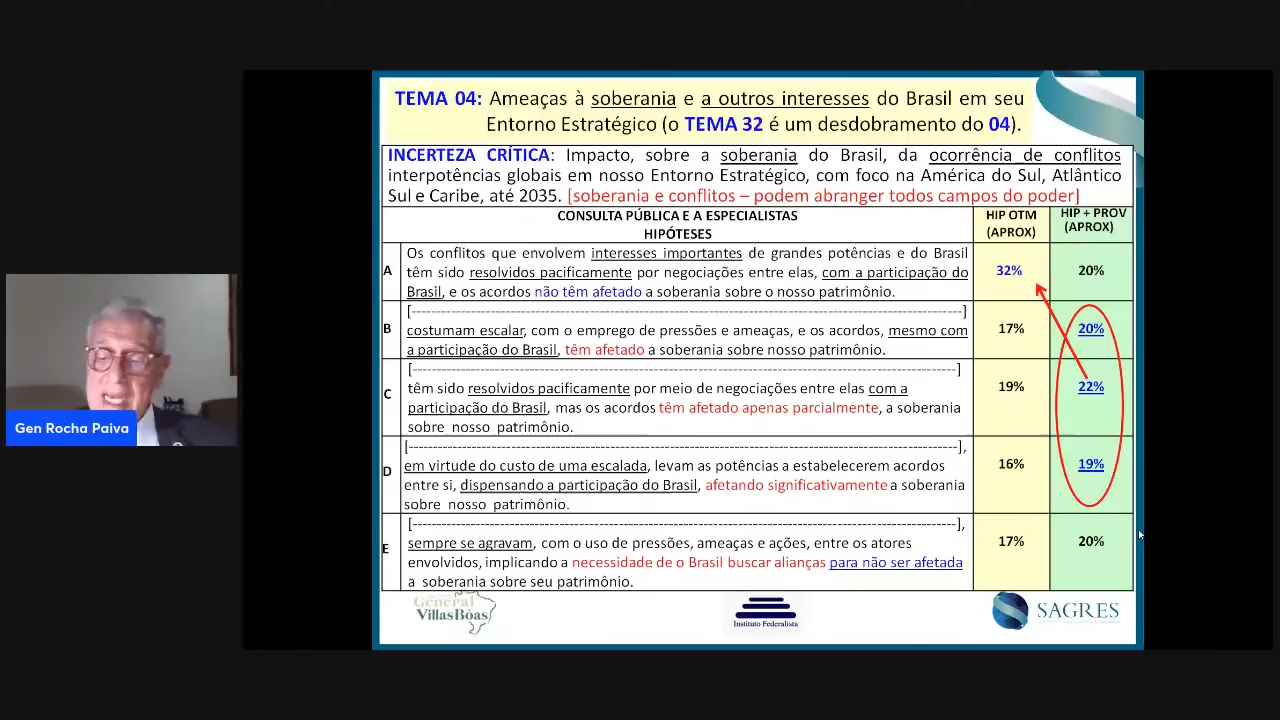 TEMA 04: Ameaças à soberania e a outros interesses do Brasil em seu
Entorno Estratégico (o TEMA 32 é um desdobramento do 04).
INCERTEZA CRÍTICA: Impacto, sobre a soberania do Brasil, da ocorrência de conflitos
interpotências globais em nosso Entorno Estratégico, com foco na América do Sul, Atlântico
Sul e Caribe, até 2035. [soberania e conflitos – podem abranger todos campos do poder]
CONSULTA PÚBLICA E A ESPECIALISTAS
HIPÓTESES
HIP OTM
(APROX)
HIP + PROV
(APROX)
A
Os conflitos que envolvem interesses importantes de grandes potências e do Brasil
têm sido resolvidos pacificamente por negociações entre elas, com a participação do
Brasil, e os acordos não têm afetado a soberania sobre o nosso patrimônio.
32%
20%
B
[------------------------------------------------------------------------------------------]
costumam escalar, com o emprego de pressões e ameaças, e os acordos, mesmo com
a participação do Brasil, têm afetado a soberania sobre nosso patrimônio.
17%
20%
C
[------------------------------------------------------------------------------------------]
têm sido resolvidos pacificamente por meio de negociações entre elas com a
participação do Brasil, mas os acordos têm afetado apenas parcialmente, a soberania
sobre nosso patrimônio.
19%
22%
D
[------------------------------------------------------------------------------------------],
em virtude do custo de uma escalada, levam as potências a estabelecerem acordos
entre si, dispensando a participação do Brasil, afetando significativamente a soberania
sobre nosso patrimônio.
16%
19%
E
[------------------------------------------------------------------------------------------],
sempre se agravam, com o uso de pressões, ameaças e ações, entre os atores
envolvidos, implicando a necessidade de o Brasil buscar alianças para não ser afetada
a soberania sobre seu patrimônio.
17%
20%
General
Villas Bôas
Instituto Federalista
SAGRES
Gen Rocha Paiva